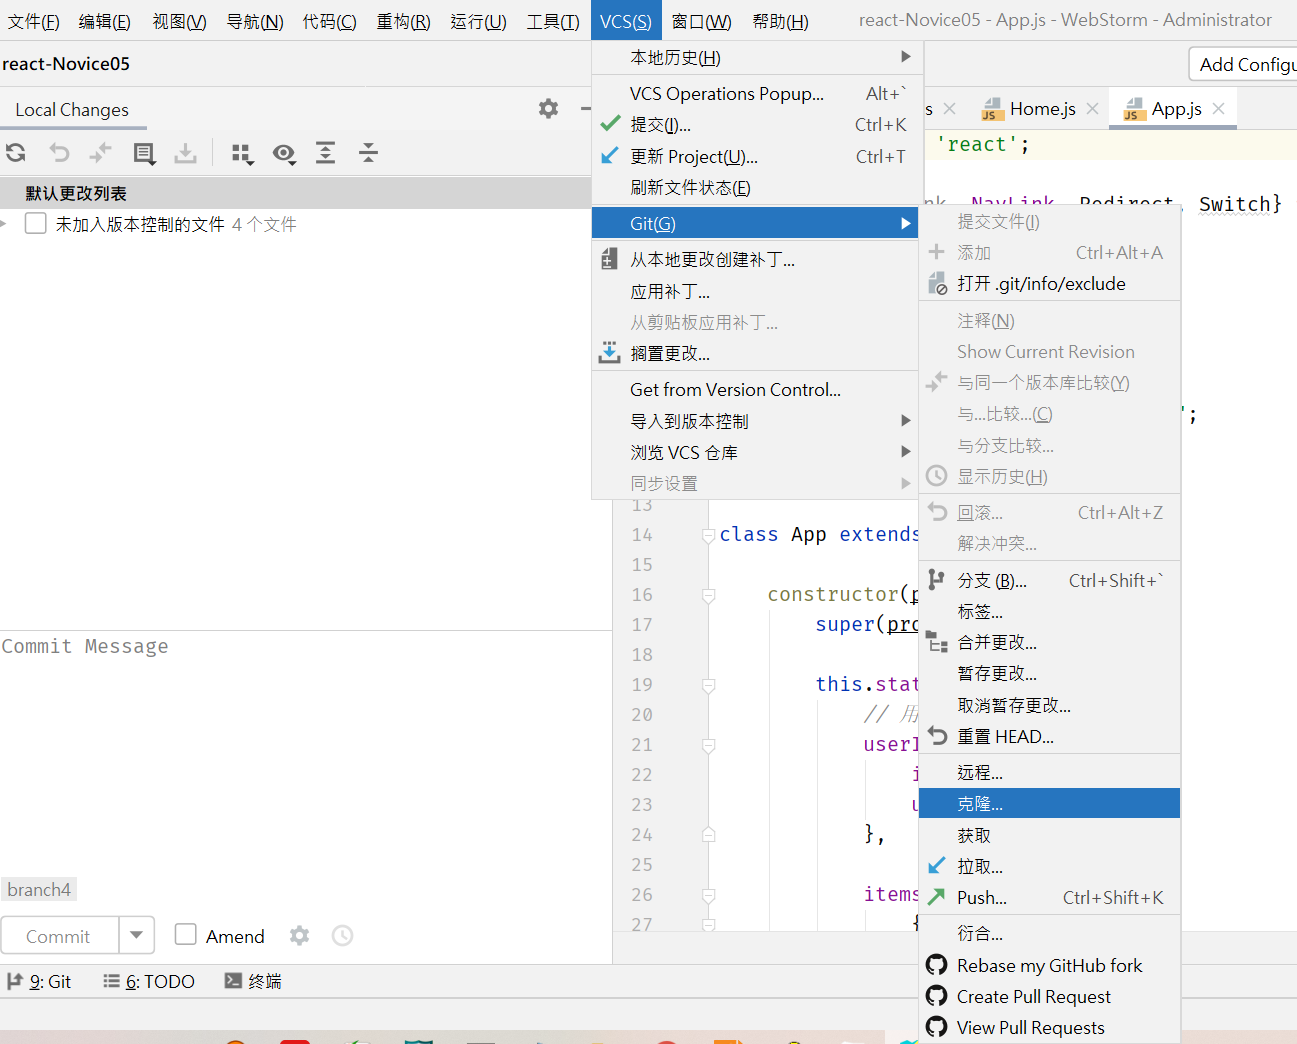 文件(F) 编辑(E) 视图(V) 导航(N) 代码(C) 重构(R) 运行(U) 工具(T) VCS(S) 窗口(W) 帮助(H) react-Novice05 - App.js - WebStorm - Administrator
react-Novice05
Add Configu
Local Changes
s
Home.js
App.js
默认更改列表
未加入版本控制的文件 4 个文件
本地历史(H)
VCS Operations Popup... Alt+`
提交(I)... Ctrl+K
更新 Project(U)... Ctrl+T
刷新文件状态(E)
Git(G)
从本地更改创建补丁...
应用补丁...
从剪贴板应用补丁...
搁置更改...
Get from Version Control...
导入到版本控制
浏览 VCS 仓库
同步设置
提交文件(I)
添加 Ctrl+Alt+A
打开 .git/info/exclude
注释(N)
Show Current Revision
与同一个版本库比较(Y)
与...比较...(C)
与分支比较...
显示历史(H)
回滚... Ctrl+Alt+Z
解决冲突...
分支 (B)... Ctrl+Shift+`
标签...
合并更改...
暂存更改...
取消暂存更改...
重置 HEAD...
远程...
克隆...
获取
拉取...
Push... Ctrl+Shift+K
衍合...
Rebase my GitHub fork
Create Pull Request
View Pull Requests
'react';
nk, NavLink, Redirect, Switch}
';
13
14 class App extends
15
16 constructor(p
17 super(pro
18
19 this.stat
20 // 用
21 userI
22 i
23 u
24 },
25
26 items
27 {
Commit Message
branch4
Commit Amend
9: Git 6: TODO 终端